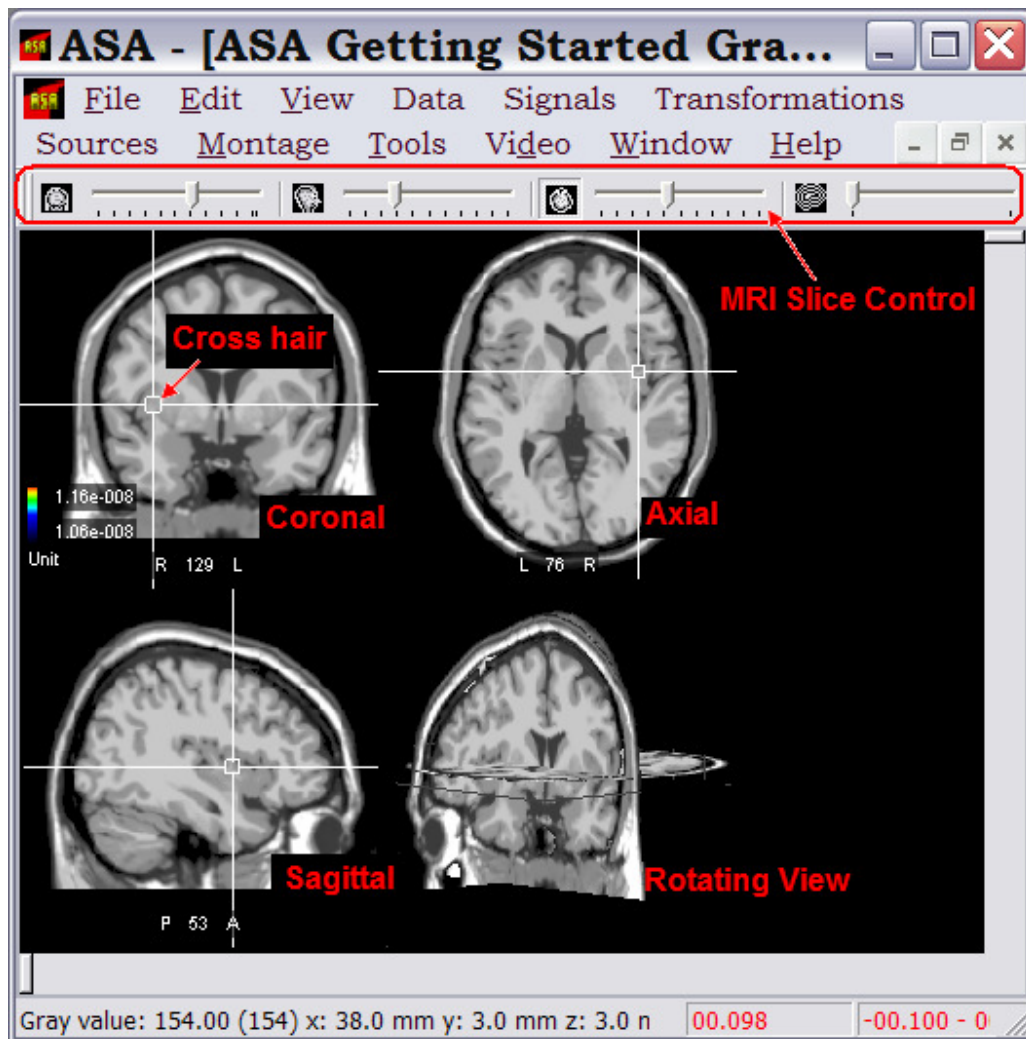 ASA - [ASA Getting Started Gra...
ASA File Edit View Data Signals Transformations
Sources Montage Tools Video Window Help
MRI Slice Control
Cross hair
1.16e-008
1.06e-008
Unit
Coronal
Axial
R 129 L
L 76 R
Sagittal
Rotating View
P 53 A
Gray value: 154.00 (154) x: 38.0 mm y: 3.0 mm z: 3.0 n 00.098 -00.100 - 0